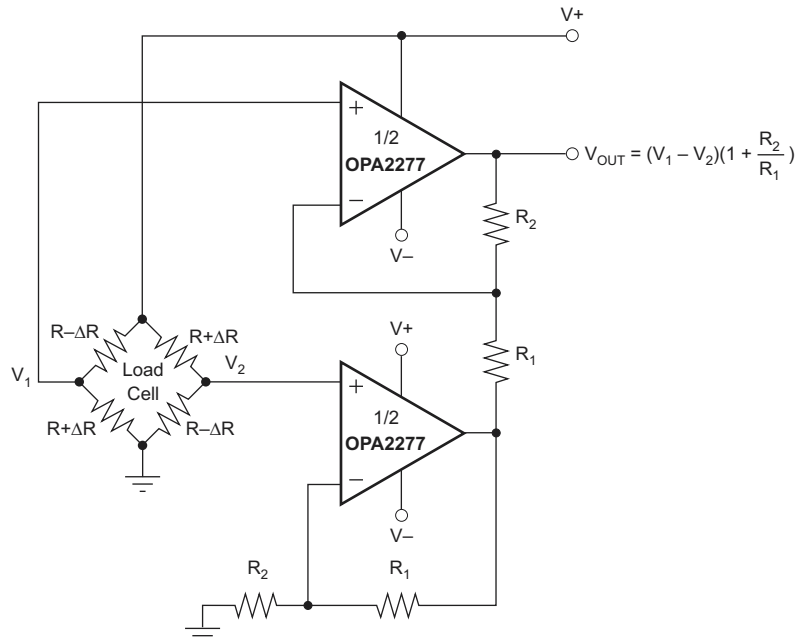 V+
+
1/2
OPA2277
−
V–
V_OUT = (V_1 – V_2)(1 + R_2/R_1)
R_2
R−ΔR
R+ΔR
V_1
Load
Cell
V_2
R+ΔR
R−ΔR
V+
+
1/2
OPA2277
−
V–
R_1
R_2
R_1